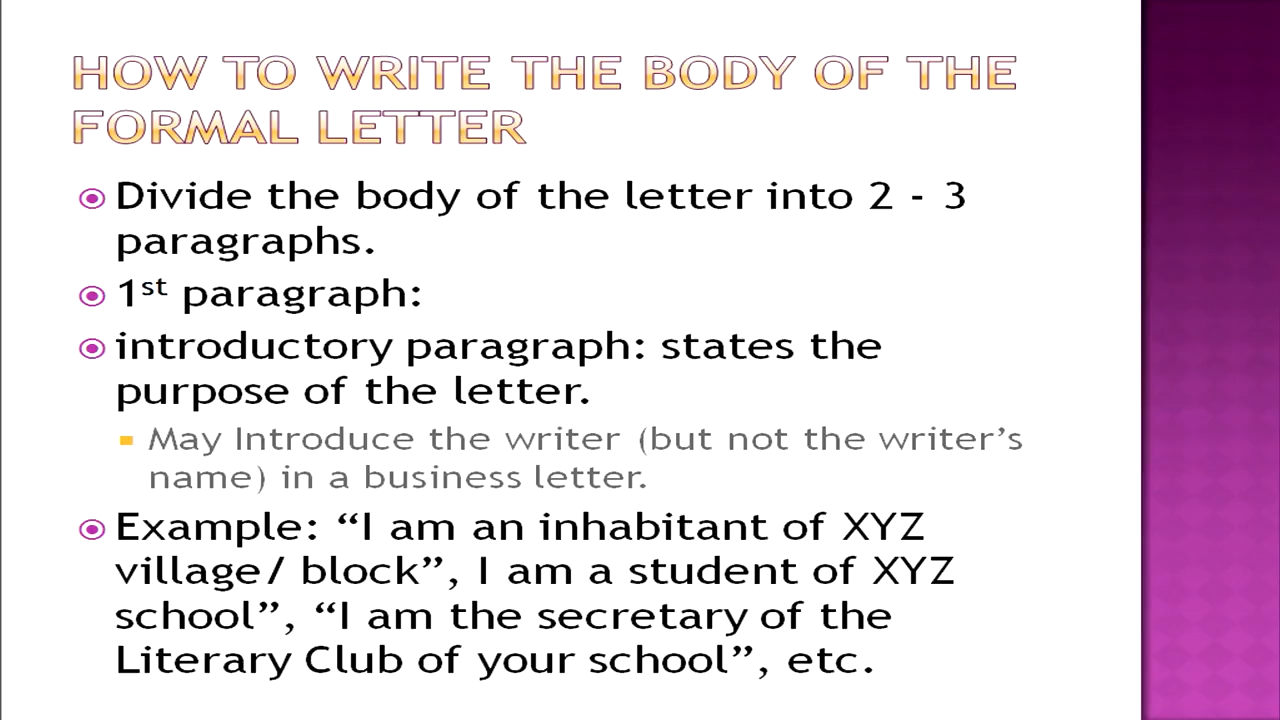 HOW TO WRITE THE BODY OF THE
FORMAL LETTER
Divide the body of the letter into 2 - 3
paragraphs.
1st paragraph:
introductory paragraph: states the
purpose of the letter.
May Introduce the writer (but not the writer’s
name) in a business letter.
Example: “I am an inhabitant of XYZ
village/ block”, I am a student of XYZ
school”, “I am the secretary of the
Literary Club of your school”, etc.